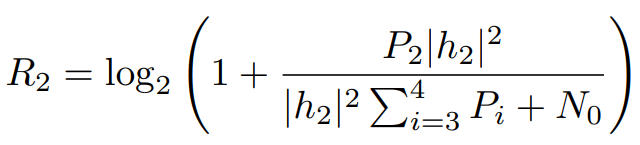 R_2 = \log_2 \left( 1 + \frac{P_2 |h_2|^2}{|h_2|^2 \sum_{i=3}^{4} P_i + N_0} \right)